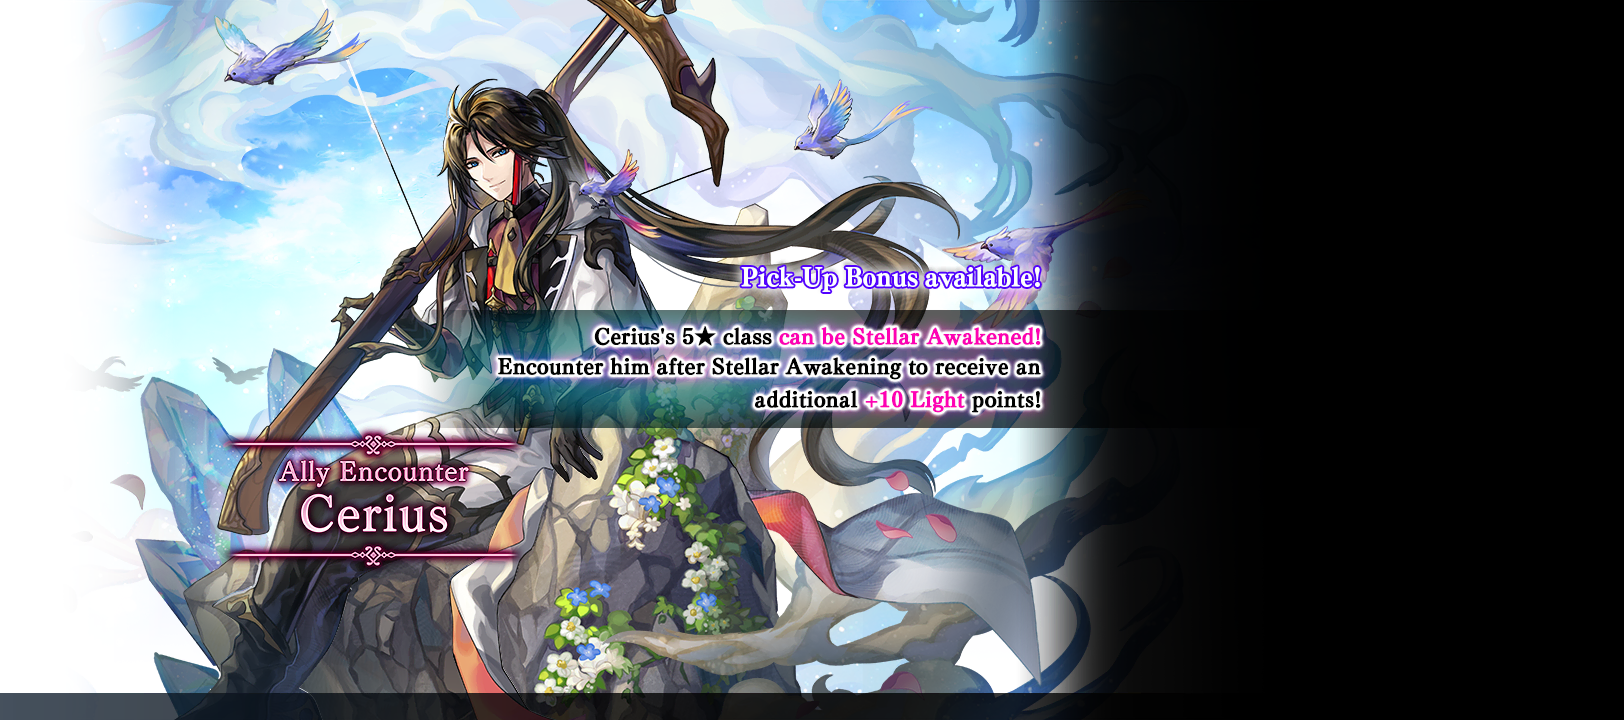 Pick-Up Bonus available!
Cerius's 5★ class can be Stellar Awakened!
Encounter him after Stellar Awakening to receive an
additional +10 Light points!
Ally Encounter
Cerius